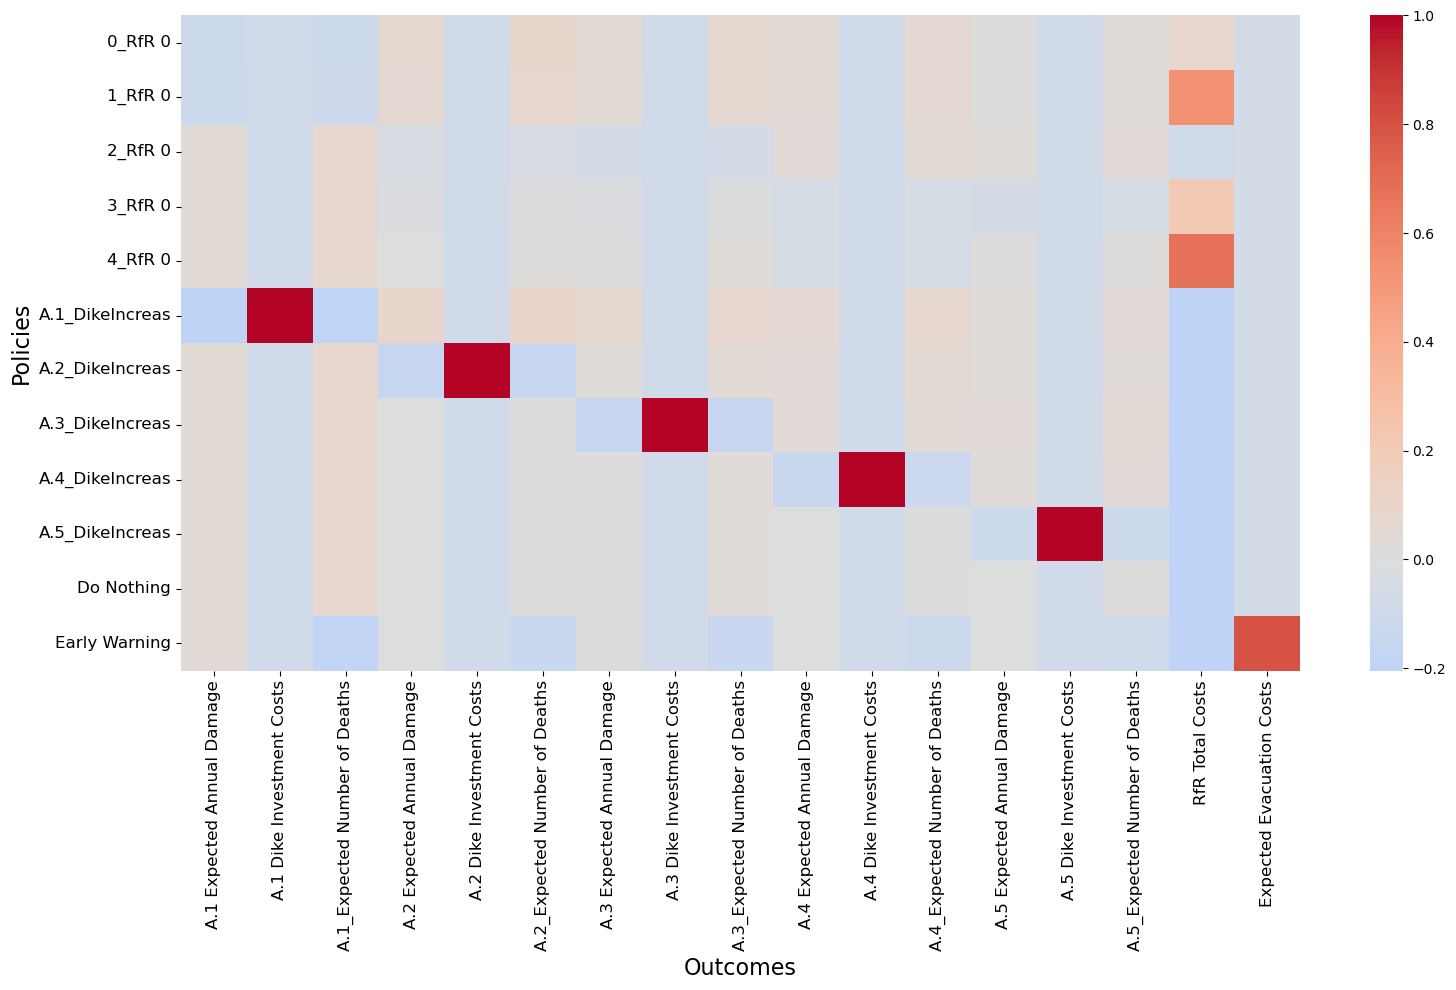 0_RfR 0
1_RfR 0
2_RfR 0
3_RfR 0
4_RfR 0
A.1_DikeIncreas
A.2_DikeIncreas
A.3_DikeIncreas
A.4_DikeIncreas
A.5_DikeIncreas
Do Nothing
Early Warning
Policies
A.1 Expected Annual Damage
A.1 Dike Investment Costs
A.1_Expected Number of Deaths
A.2 Expected Annual Damage
A.2 Dike Investment Costs
A.2_Expected Number of Deaths
A.3 Expected Annual Damage
A.3 Dike Investment Costs
A.3_Expected Number of Deaths
A.4 Expected Annual Damage
A.4 Dike Investment Costs
A.4_Expected Number of Deaths
A.5 Expected Annual Damage
A.5 Dike Investment Costs
A.5_Expected Number of Deaths
RfR Total Costs
Expected Evacuation Costs
Outcomes
1.0
0.8
0.6
0.4
0.2
0.0
−0.2